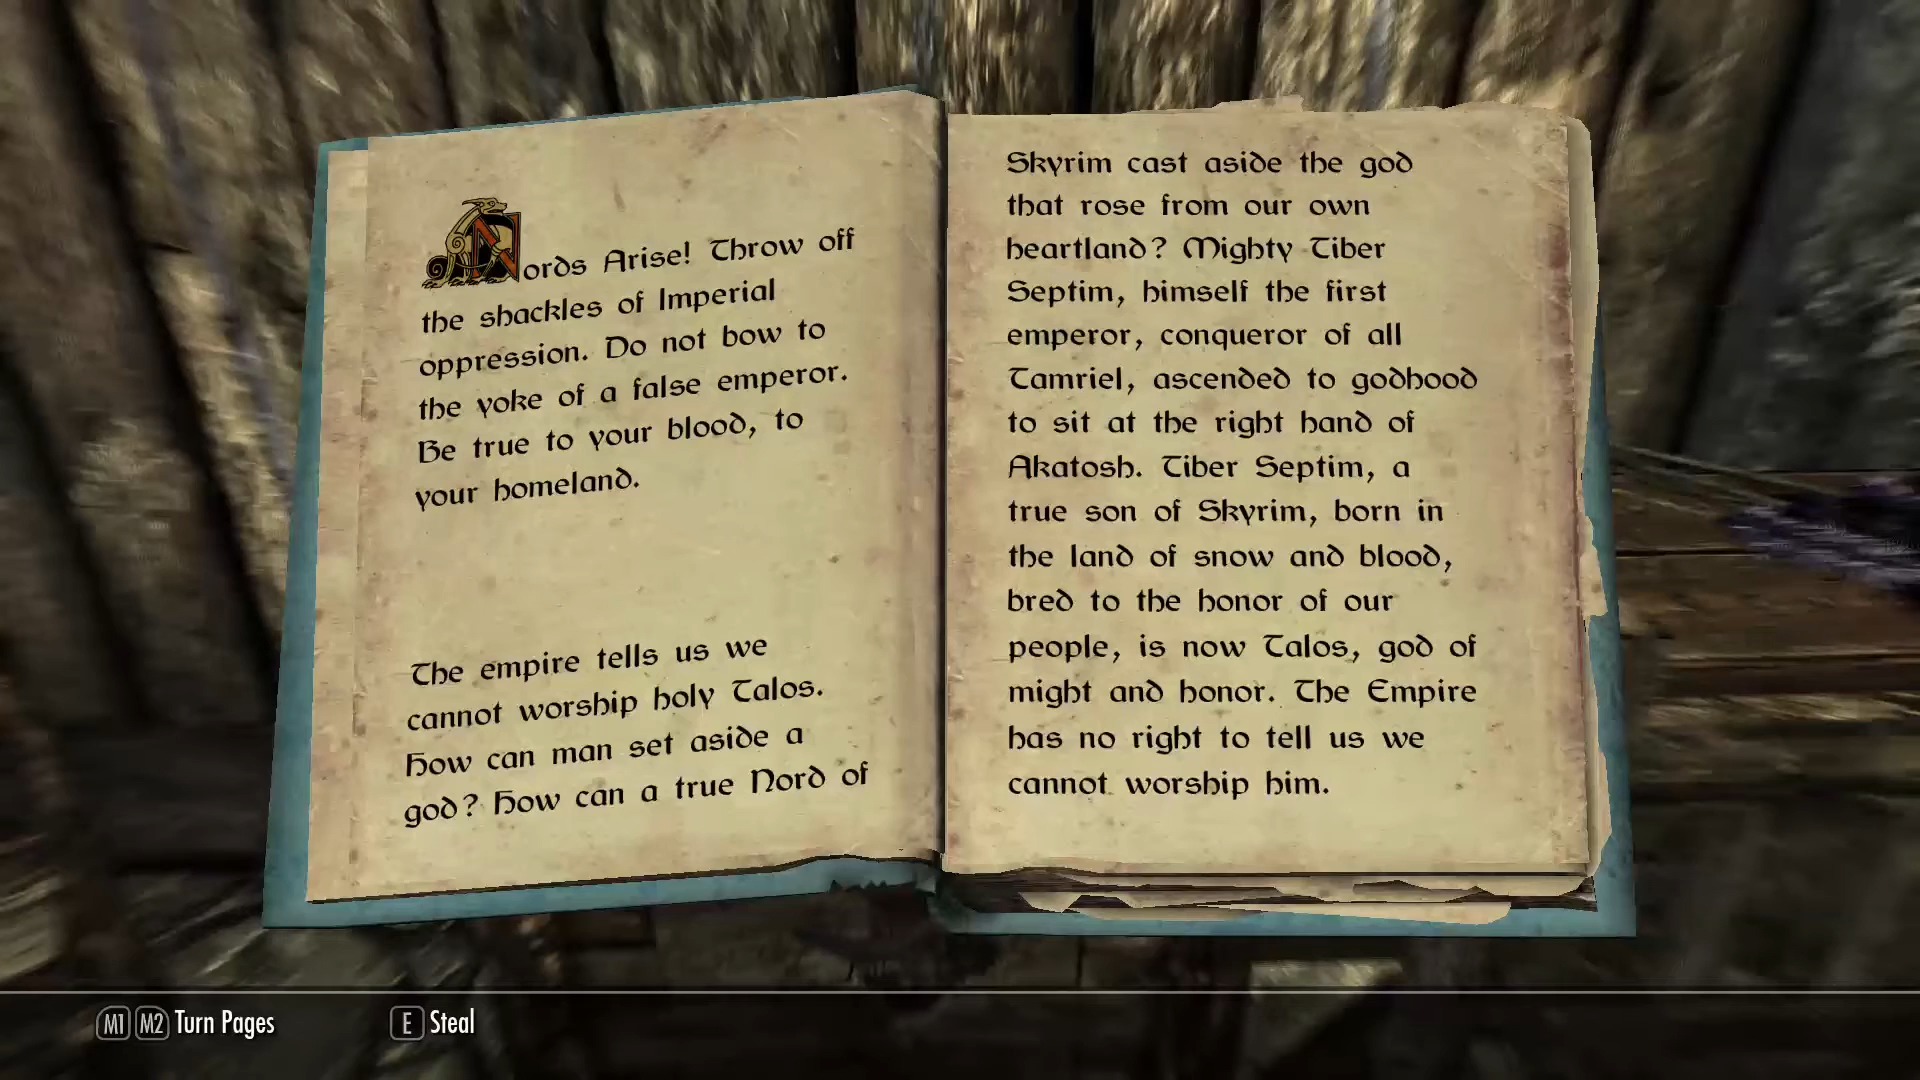 Nords Arise! Throw off
the shackles of Imperial
oppression. Do not bow to
the yoke of a false emperor.
Be true to your blood, to
your homeland.
The empire tells us we
cannot worship holy Talos.
How can man set aside a
god? How can a true Nord of
Skyrim cast aside the god
that rose from our own
heartland? Mighty Tiber
Septim, himself the first
emperor, conqueror of all
Tamriel, ascended to godhood
to sit at the right hand of
Akatosh. Tiber Septim, a
true son of Skyrim, born in
the land of snow and blood,
bred to the honor of our
people, is now Talos, god of
might and honor. The Empire
has no right to tell us we
cannot worship him.
M1 M2 Turn Pages
E Steal